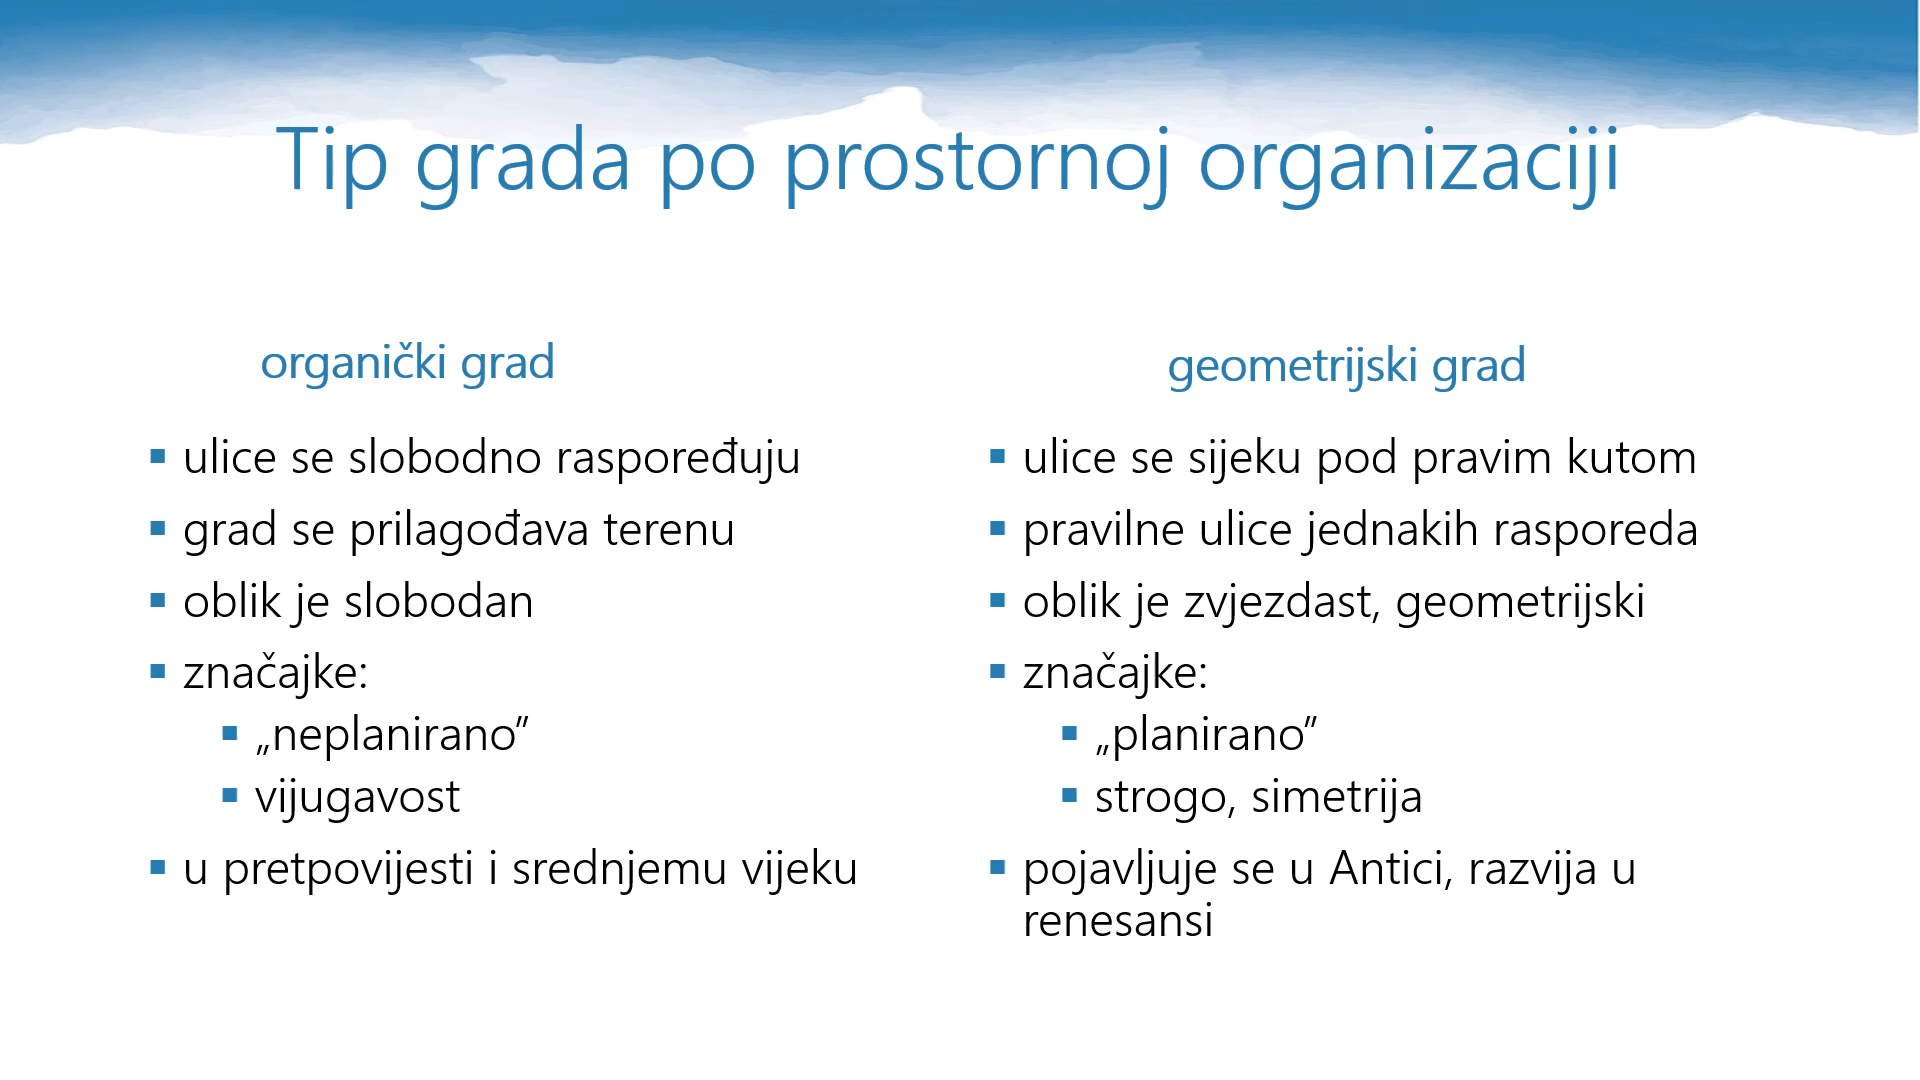 Tip grada po prostornoj organizaciji
organički grad
▪ ulice se slobodno raspoređuju
▪ grad se prilagođava terenu
▪ oblik je slobodan
▪ značajke:
▪ „neplanirano”
▪ vijugavost
▪ u pretpovijesti i srednjemu vijeku
geometrijski grad
▪ ulice se sijeku pod pravim kutom
▪ pravilne ulice jednakih rasporeda
▪ oblik je zvjezdast, geometrijski
▪ značajke:
▪ „planirano”
▪ strogo, simetrija
▪ pojavljuje se u Antici, razvija u
renesansi